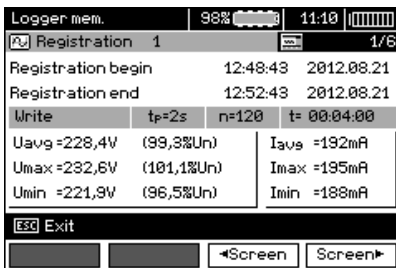 Logger mem. 98% 11:10
Registration 1 1/6
Registration begin 12:48:43 2012.08.21
Registration end 12:52:43 2012.08.21
Write tP=2s n=120 t= 00:04:00
Uavg=228,4V (99,3%Un) Iavg =192mA
Umax=232,6V (101,1%Un) Imax =195mA
Umin =221,9V (96,5%Un) Imin =188mA
ESC Exit
◄Screen Screen►